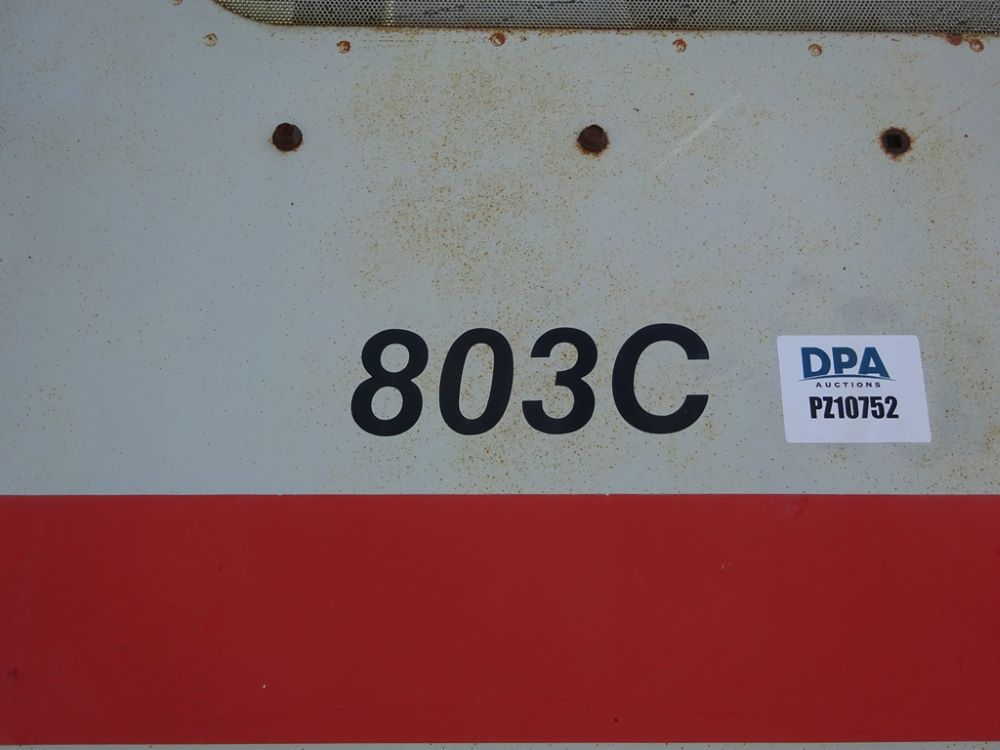 803C
DPA
AUCTIONS
PZ10752